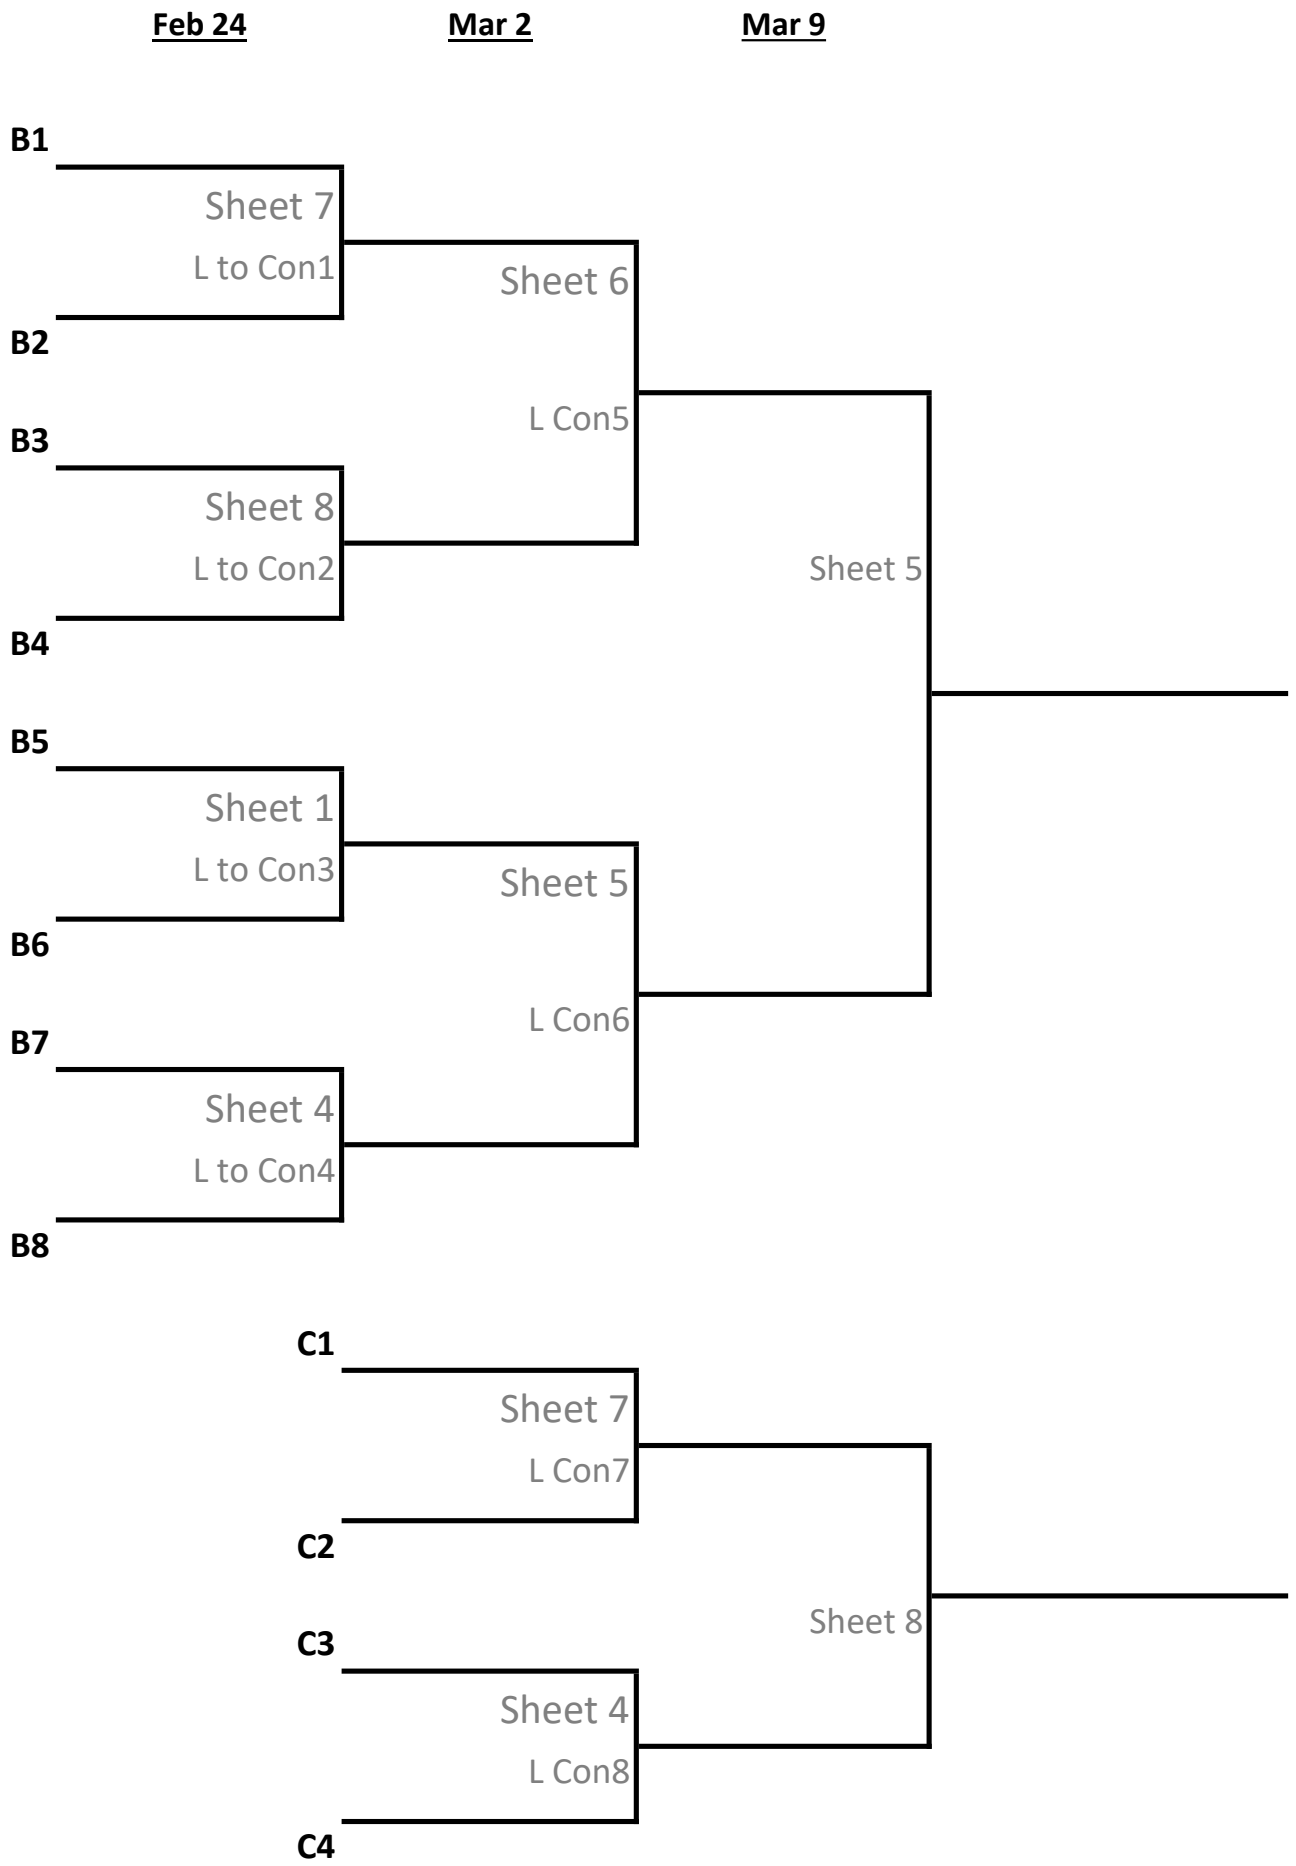 Feb 24 Mar 2 Mar 9
B1
Sheet 7
L to Con1
Sheet 6
B2
L Con5
B3
Sheet 8
L to Con2
Sheet 5
B4
B5
Sheet 1
L to Con3
Sheet 5
B6
L Con6
B7
Sheet 4
L to Con4
B8
C1
Sheet 7
L Con7
C2
Sheet 8
C3
Sheet 4
L Con8
C4